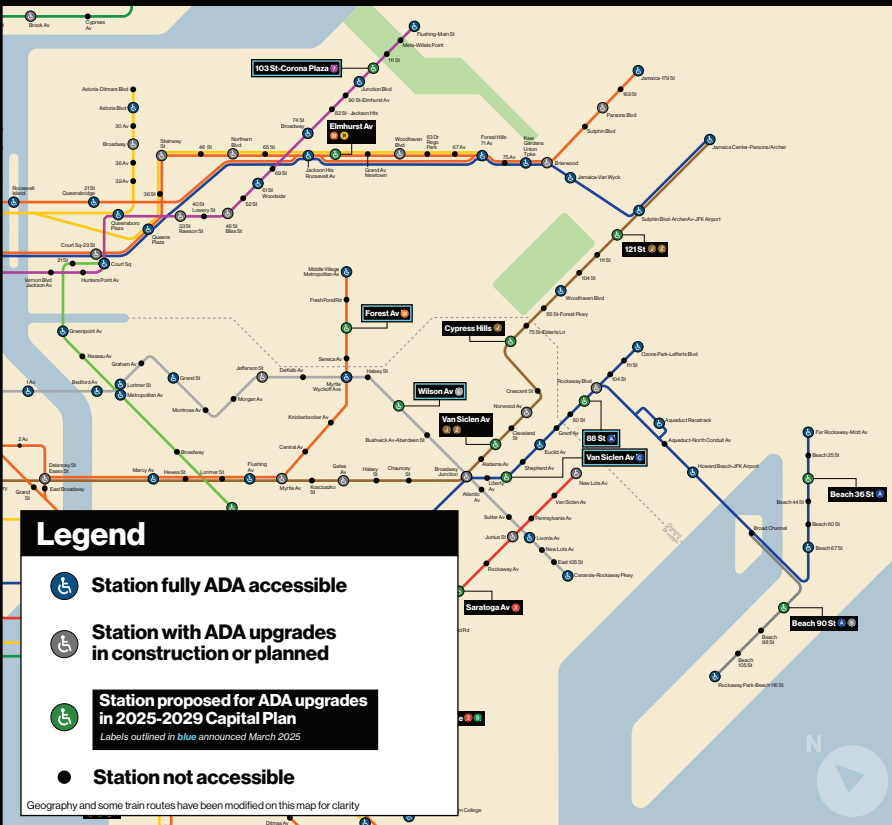 Brook Av
Cypress
Av
Flushing-Main St
Mets-Willets Point
111 St
103 St-Corona Plaza 7
Junction Blvd
90 St-Elmhurst Av
82 St - Jackson Hts
74 St
Broadway
Elmhurst Av
M R
Jamaica-179 St
169 St
Parsons Blvd
Sutphin Blvd
Astoria-Ditmars Blvd
Astoria Blvd
30 Av
Broadway
36 Av
39 Av
Steinway
St
46 St
Northern
Blvd
65 St
Woodhaven
Blvd
63 Dr
Rego
Park
67 Av
Forest Hills
71 Av
Kew
Gardens
Union
Tpke
75 Av
Briarwood
Jamaica Center-Parsons/Archer
Jamaica-Van Wyck
Jackson Hts
Roosevelt Av
Grand Av
Newtown
69 St
61 St
Woodside
52 St
Roosevelt
Island
21 St
Queensbridge
36 St
40 St
Lowery St
33 St
Rawson St
46 St
Bliss St
Queensboro
Plaza
Queens
Plaza
Sutphin Blvd-Archer Av-JFK Airport
Court Sq-23 St
21 St
Court Sq
Vernon Blvd
Jackson Av
Hunters Point Av
121 St J Z
111 St
104 St
Woodhaven Blvd
85 St-Forest Pkwy
75 St-Elderts Ln
Middle Village
Metropolitan Av
Fresh Pond Rd
Forest Av M
Cypress Hills J
Greenpoint Av
Nassau Av
Graham Av
Grand St
Jefferson St
DeKalb Av
Seneca Av
Myrtle
Wyckoff Avs
Halsey St
Ozone Park-Lefferts Blvd
111 St
104 St
Rockaway Blvd
1 Av
Bedford Av
Lorimer St
Metropolitan Av
Montrose Av
Morgan Av
Knickerbocker Av
Wilson Av L
Crescent St
Norwood Av
Van Siclen Av
J Z
Cleveland
St
80 St
Grant Av
88 St A
Aqueduct Racetrack
Aqueduct-North Conduit Av
Bushwick Av-Aberdeen St
Far Rockaway-Mott Av
Beach 25 St
2 Av
Broadway
Central Av
Euclid Av
Van Siclen Av C
Shepherd Av
Alabama Av
Howard Beach-JFK Airport
Delancey St
Essex St
Grand
St
East Broadway
Marcy Av
Hewes St
Lorimer St
Flushing
Av
Myrtle Av
Gates
Av
Kosciuszko
St
Halsey
St
Chauncey
St
Broadway
Junction
Liberty
Av
Atlantic
Av
New Lots Av
Beach 36 St A
Van Siclen Av
Beach 44 St
Sutter Av
Pennsylvania Av
Beach 60 St
Junius St
Livonia Av
New Lots Av
East 105 St
Canarsie-Rockaway Pkwy
Rockaway Av
Queens
Brooklyn
Broad Channel
Beach 67 St
Saratoga Av 3
Beach 90 St A S
Beach
98 St
Beach
105 St
Rockaway Park-Beach 116 St
Legend
Station fully ADA accessible
Station with ADA upgrades
in construction or planned
Station proposed for ADA upgrades
in 2025-2029 Capital Plan
Labels outlined in blue announced March 2025
Station not accessible
Geography and some train routes have been modified on this map for clarity
e 2 5
n College
Ditmas Av
N